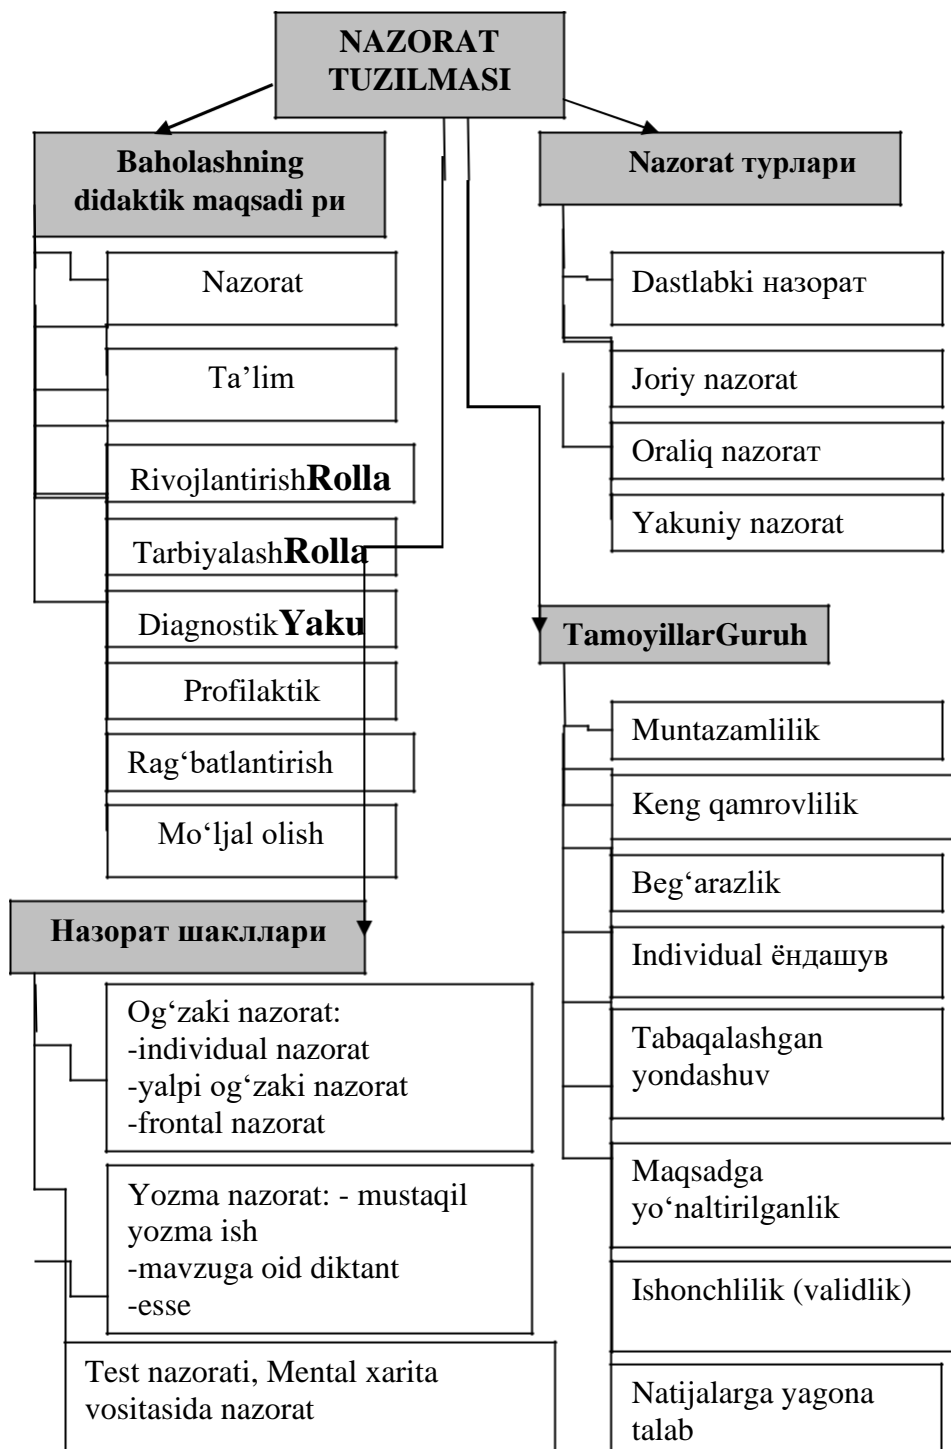 NAZORAT
TUZILMASI
Baholashning
didaktik maqsadi ри
Nazorat
Ta’lim
RivojlantirishRolla
TarbiyalashRolla
DiagnostikYaku
Profilaktik
Rag‘batlantirish
Mo‘ljal olish
Nazorat турлари
Dastlabki назорат
Joriy nazorat
Oraliq nazoraт
Yakuniy nazorat
TamoyillarGuruh
Muntazamlilik
Keng qamrovlilik
Beg‘arazlik
Individual ёндашув
Tabaqalashgan
yondashuv
Maqsadga
yo‘naltirilganlik
Ishonchlilik (validlik)
Natijalarga yagona
talab
Назорат шакллари
Og‘zaki nazorat:
-individual nazorat
-yalpi og‘zaki nazorat
-frontal nazorat
Yozma nazorat: - mustaqil
yozma ish
-mavzuga oid diktant
-esse
Test nazorati, Mental xarita
vositasida nazorat